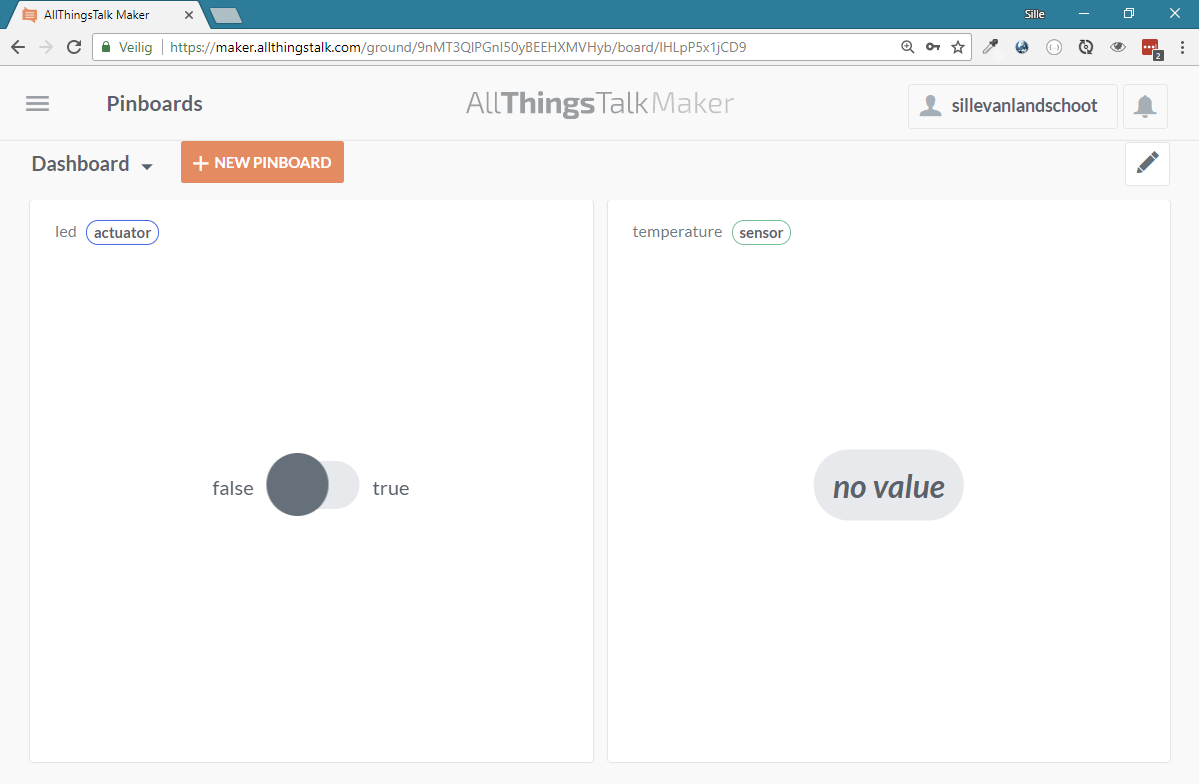 AllThingsTalk Maker
Sille
Veilig
https://maker.allthingstalk.com/ground/9nMT3QIPGnI50yBEEHXMVHyb/board/IHLpP5x1jCD9
2
Pinboards
AllThingsTalkMaker
sillevanlandschoot
Dashboard
NEW PINBOARD
led actuator
temperature sensor
false
true
no value